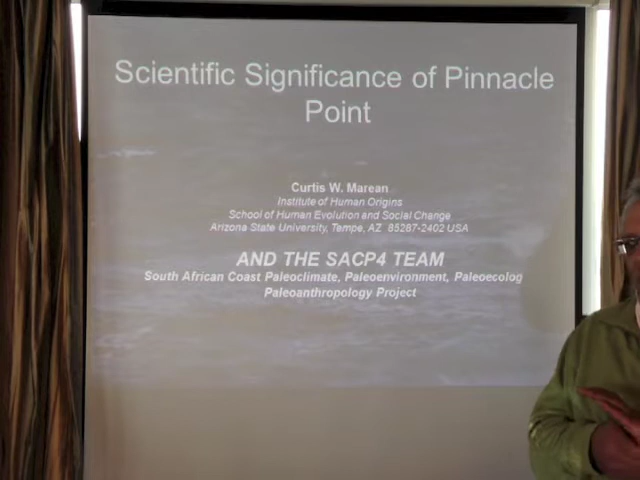 Scientific Significance of Pinnacle
Point
Curtis W. Marean
Institute of Human Origins
School of Human Evolution and Social Change
Arizona State University, Tempe, AZ 85287-2402 USA
AND THE SACP4 TEAM
South African Coast Paleoclimate, Paleoenvironment, Paleoecolog
Paleoanthropology Project